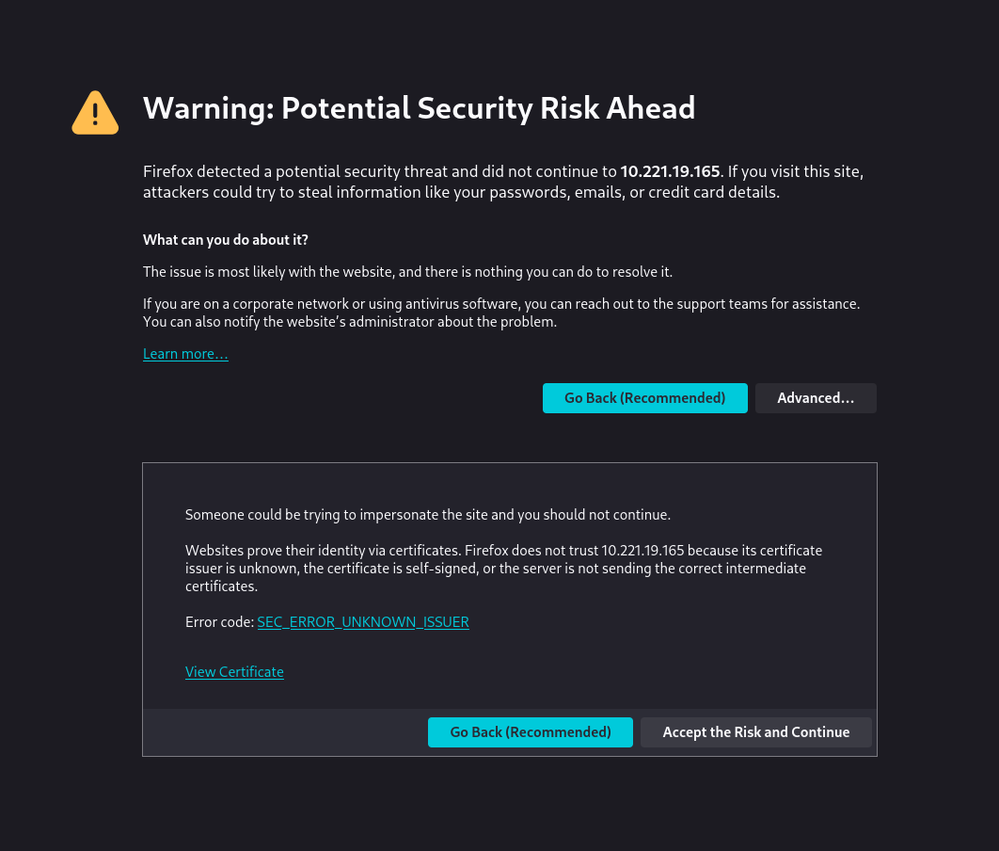 Warning: Potential Security Risk Ahead
Firefox detected a potential security threat and did not continue to 10.221.19.165. If you visit this site,
attackers could try to steal information like your passwords, emails, or credit card details.
What can you do about it?
The issue is most likely with the website, and there is nothing you can do to resolve it.
If you are on a corporate network or using antivirus software, you can reach out to the support teams for assistance.
You can also notify the website’s administrator about the problem.
Learn more…
Go Back (Recommended) Advanced…
Someone could be trying to impersonate the site and you should not continue.
Websites prove their identity via certificates. Firefox does not trust 10.221.19.165 because its certificate
issuer is unknown, the certificate is self-signed, or the server is not sending the correct intermediate
certificates.
Error code: SEC_ERROR_UNKNOWN_ISSUER
View Certificate
Go Back (Recommended) Accept the Risk and Continue